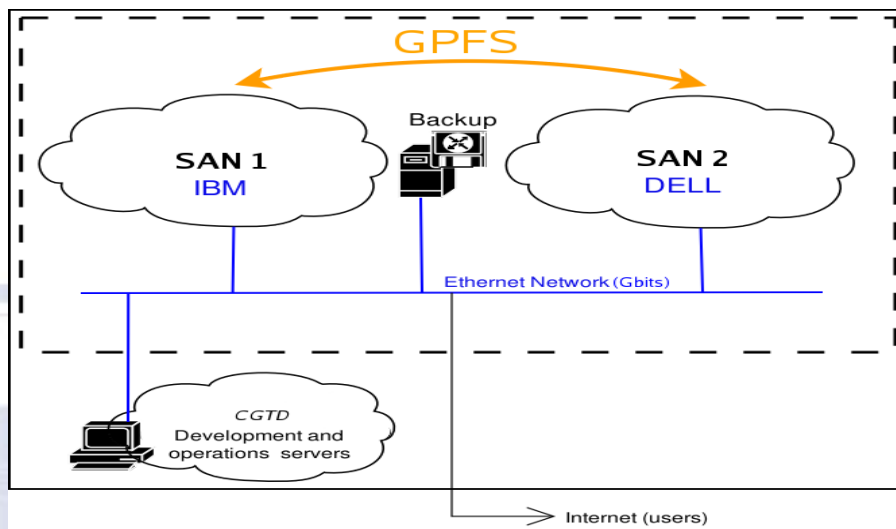 GPFS
Backup
SAN 1
IBM
SAN 2
DELL
Ethernet Network (Gbits)
CGTD
Development and
operations servers
Internet (users)